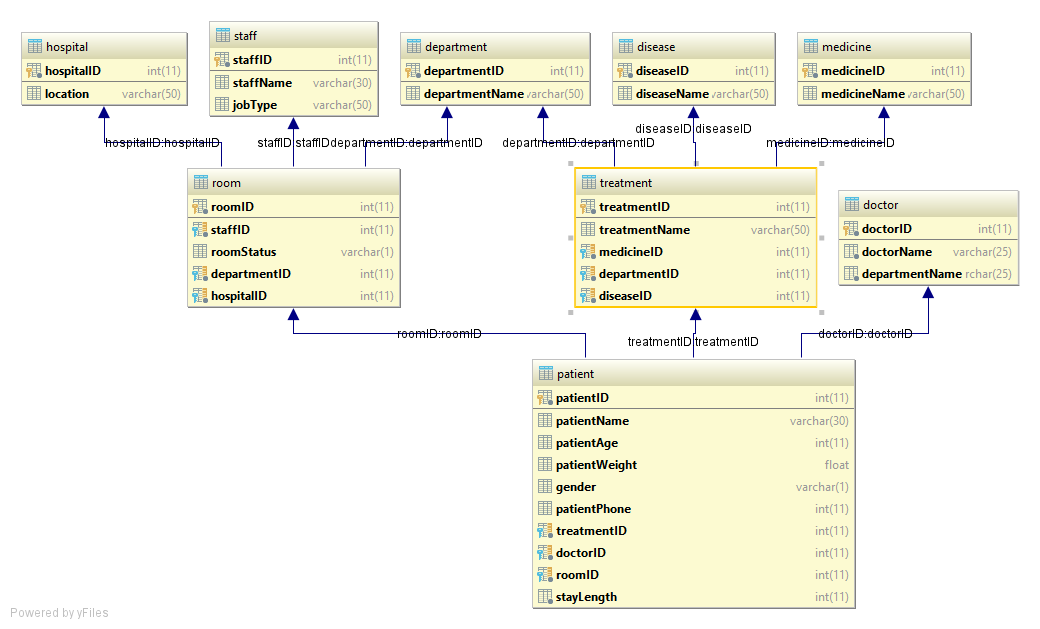 hospital
hospitalID int(11)
location varchar(50)
staff
staffID int(11)
staffName varchar(30)
jobType varchar(50)
department
departmentID int(11)
departmentName varchar(50)
disease
diseaseID int(11)
diseaseName varchar(50)
medicine
medicineID int(11)
medicineName varchar(50)
hospitalID:hospitalID
staffID staffID
departmentID:departmentID
departmentID:departmentID
diseaseID diseaseID
medicineID:medicineID
room
roomID int(11)
staffID int(11)
roomStatus varchar(1)
departmentID int(11)
hospitalID int(11)
treatment
treatmentID int(11)
treatmentName varchar(50)
medicineID int(11)
departmentID int(11)
diseaseID int(11)
doctor
doctorID int(11)
doctorName varchar(25)
departmentName rchar(25)
roomID:roomID
treatmentID treatmentID
doctorID:doctorID
patient
patientID int(11)
patientName varchar(30)
patientAge int(11)
patientWeight float
gender varchar(1)
patientPhone int(11)
treatmentID int(11)
doctorID int(11)
roomID int(11)
stayLength int(11)
Powered by yFiles